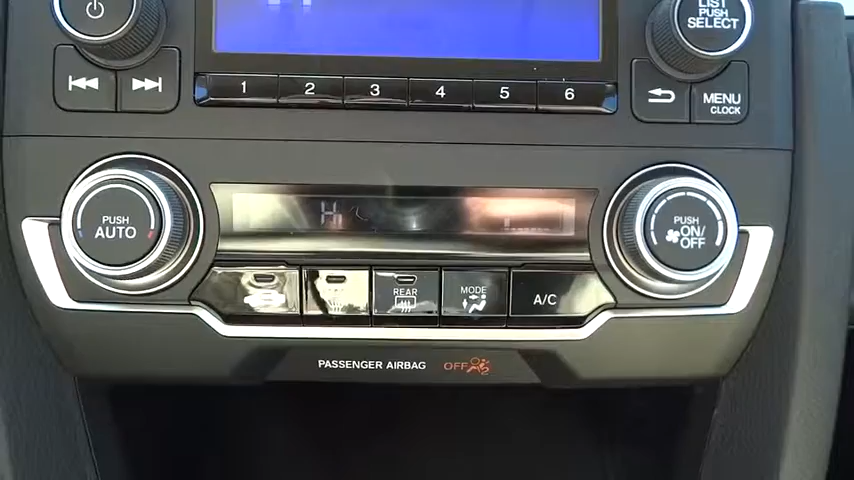 LIST
PUSH
SELECT
1 2 3 4 5 6
MENU
CLOCK
PUSH
AUTO
Hi
PUSH
ON/
OFF
REAR
MODE
A/C
PASSENGER AIRBAG OFF